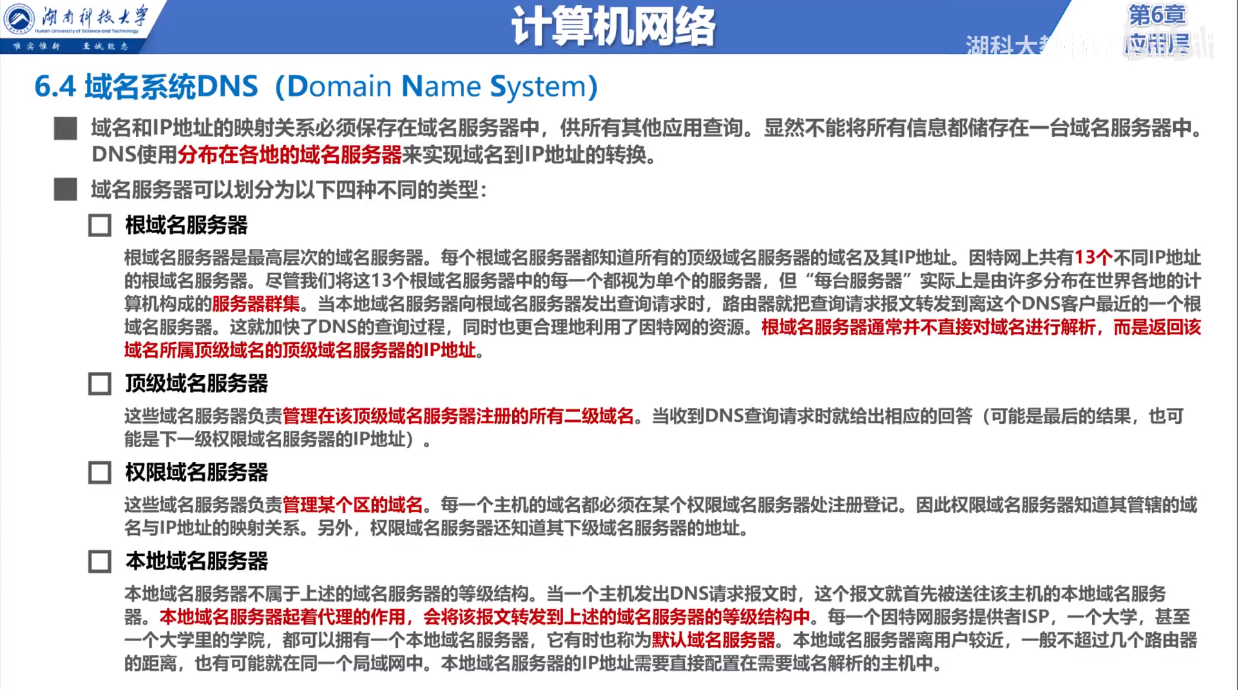 湖南科技大学
Hunan University of Science and Technology
唯实惟新 至诚致志
计算机网络
第6章
应用层
湖科大教
6.4 域名系统DNS（Domain Name System）
域名和IP地址的映射关系必须保存在域名服务器中，供所有其他应用查询。显然不能将所有信息都储存在一台域名服务器中。
DNS使用分布在各地的域名服务器来实现域名到IP地址的转换。
域名服务器可以划分为以下四种不同的类型：
根域名服务器
根域名服务器是最高层次的域名服务器。每个根域名服务器都知道所有的顶级域名服务器的域名及其IP地址。因特网上共有13个不同IP地址
的根域名服务器。尽管我们将这13个根域名服务器中的每一个都视为单个的服务器，但“每台服务器”实际上是由许多分布在世界各地的计
算机构成的服务器群集。当本地域名服务器向根域名服务器发出查询请求时，路由器就把查询请求报文转发到离这个DNS客户最近的一个根
域名服务器。这就加快了DNS的查询过程，同时也更合理地利用了因特网的资源。根域名服务器通常并不直接对域名进行解析，而是返回该
域名所属顶级域名的顶级域名服务器的IP地址。
顶级域名服务器
这些域名服务器负责管理在该顶级域名服务器注册的所有二级域名。当收到DNS查询请求时就给出相应的回答（可能是最后的结果，也可
能是下一级权限域名服务器的IP地址）。
权限域名服务器
这些域名服务器负责管理某个区的域名。每一个主机的域名都必须在某个权限域名服务器处注册登记。因此权限域名服务器知道其管辖的域
名与IP地址的映射关系。另外，权限域名服务器还知道其下级域名服务器的地址。
本地域名服务器
本地域名服务器不属于上述的域名服务器的等级结构。当一个主机发出DNS请求报文时，这个报文就首先被送往该主机的本地域名服务
器。本地域名服务器起着代理的作用，会将该报文转发到上述的域名服务器的等级结构中。每一个因特网服务提供者ISP，一个大学，甚至
一个大学里的学院，都可以拥有一个本地域名服务器，它有时也称为默认域名服务器。本地域名服务器离用户较近，一般不超过几个路由器
的距离，也有可能就在同一个局域网中。本地域名服务器的IP地址需要直接配置在需要域名解析的主机中。